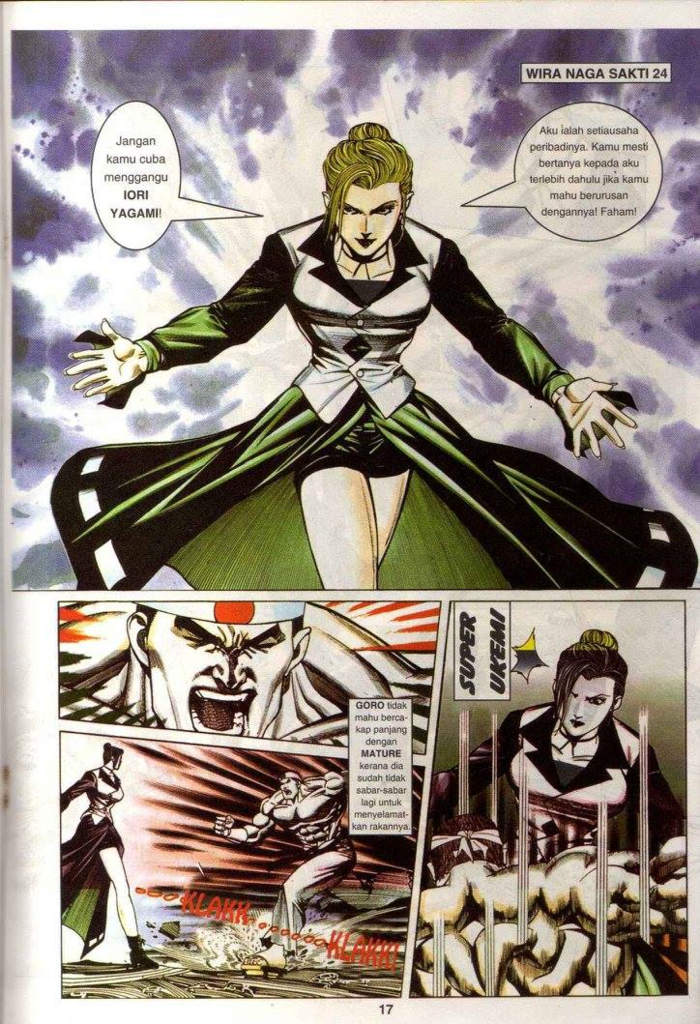 WIRA NAGA SAKTI 24
Jangan
kamu cuba
menggangu
IORI
YAGAMI!
Aku ialah setiausaha
peribadinya. Kamu mesti
bertanya kepada aku
terlebih dahulu jika kamu
mahu berurusan
dengannya! Faham!
GORO tidak
mahu berca-
kap panjang
dengan
MATURE
kerana dia
sudah tidak
sabar-sabar
lagi untuk
menyelamat-
kan rakannya.
KLAKK
KLAKK!
SUPER
UKEMI
17